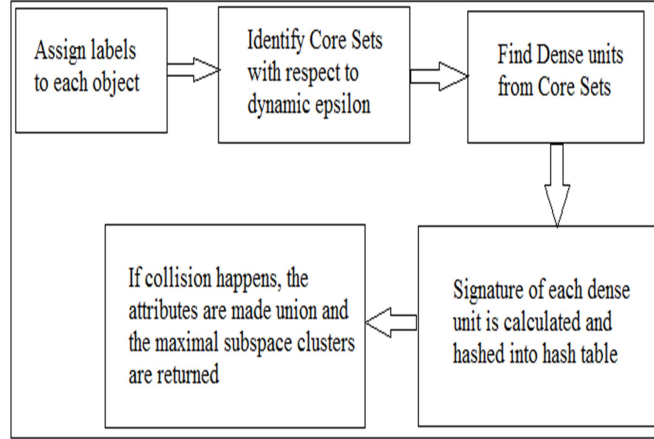 Assign labels
to each object
Identify Core Sets
with respect to
dynamic epsilon
Find Dense units
from Core Sets
Signature of each dense
unit is calculated and
hashed into hash table
If collision happens, the
attributes are made union and
the maximal subspace clusters
are returned